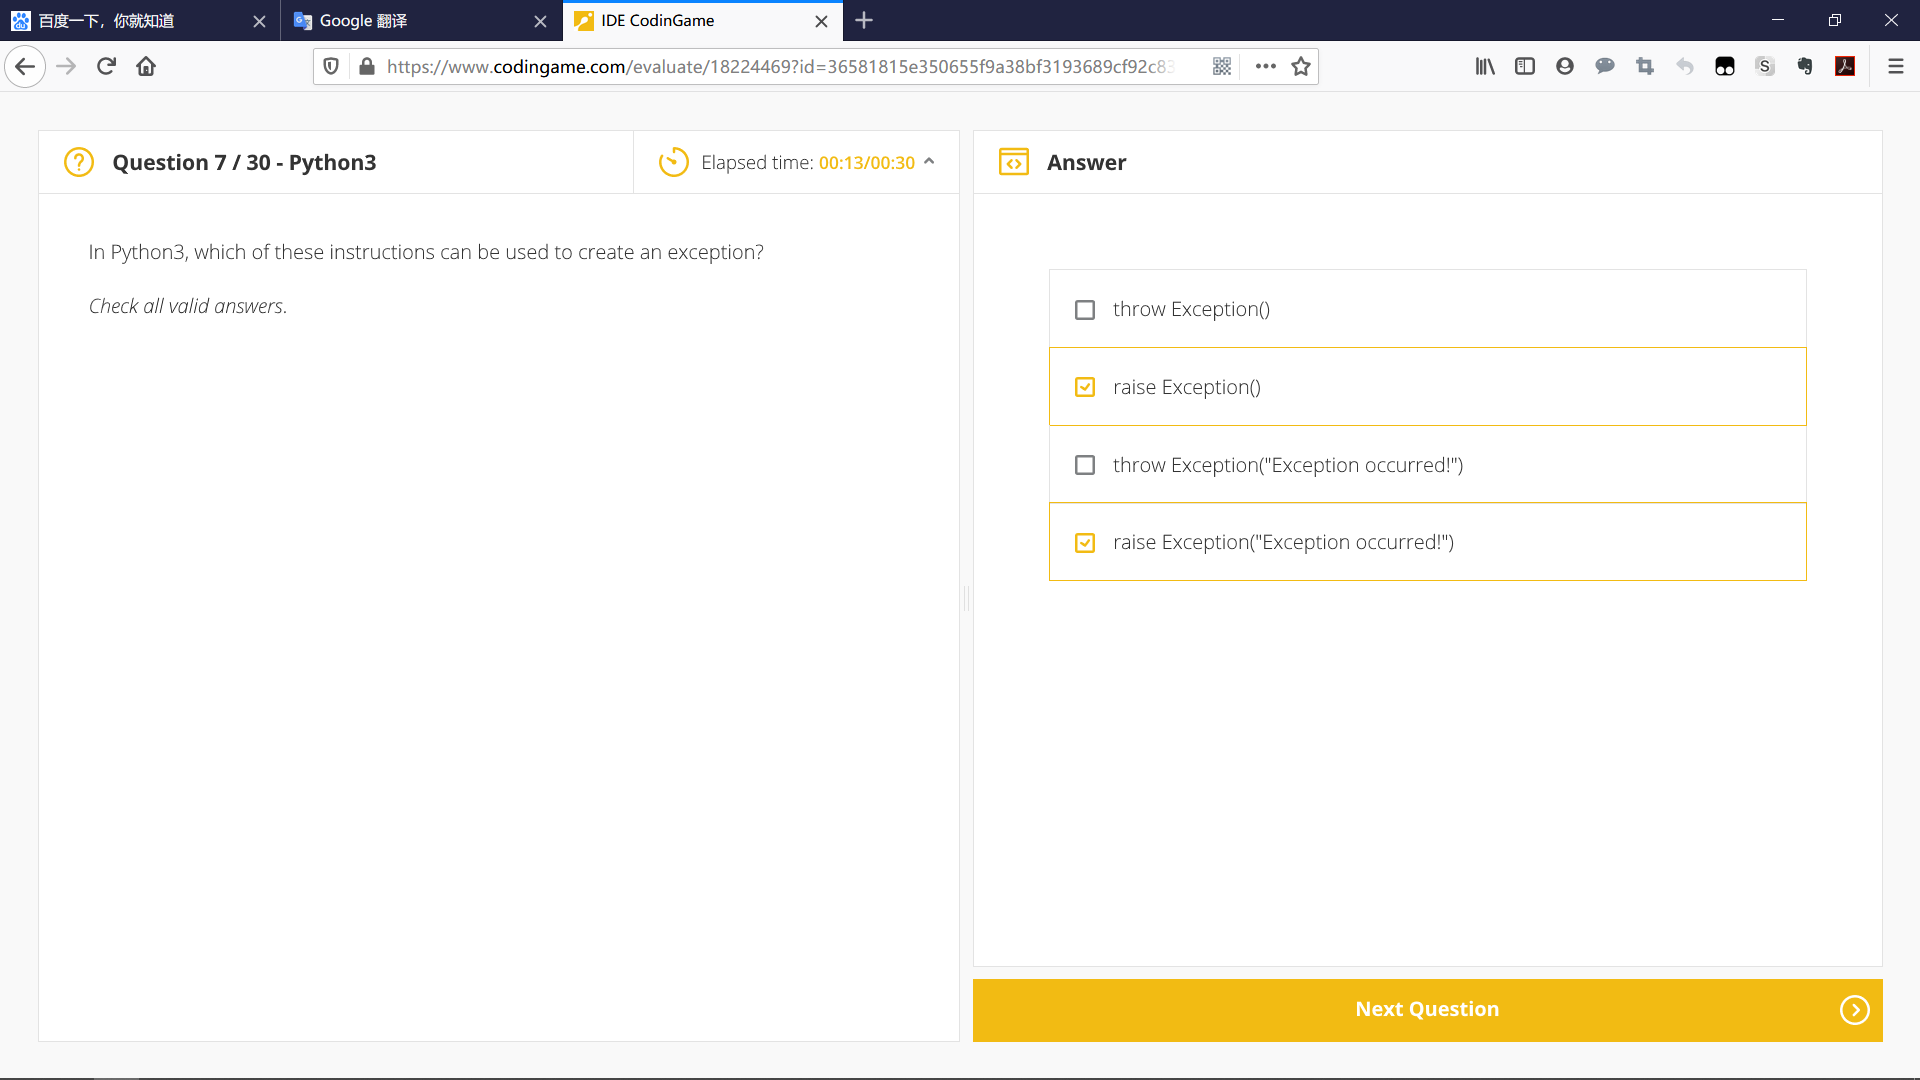 百度一下，你就知道
Google 翻译
IDE CodinGame
https://www.codingame.com/evaluate/18224469?id=36581815e350655f9a38bf3193689cf92c83
Question 7 / 30 - Python3
Elapsed time: 00:13/00:30
In Python3, which of these instructions can be used to create an exception?
Check all valid answers.
Answer
throw Exception()
raise Exception()
throw Exception("Exception occurred!")
raise Exception("Exception occurred!")
Next Question